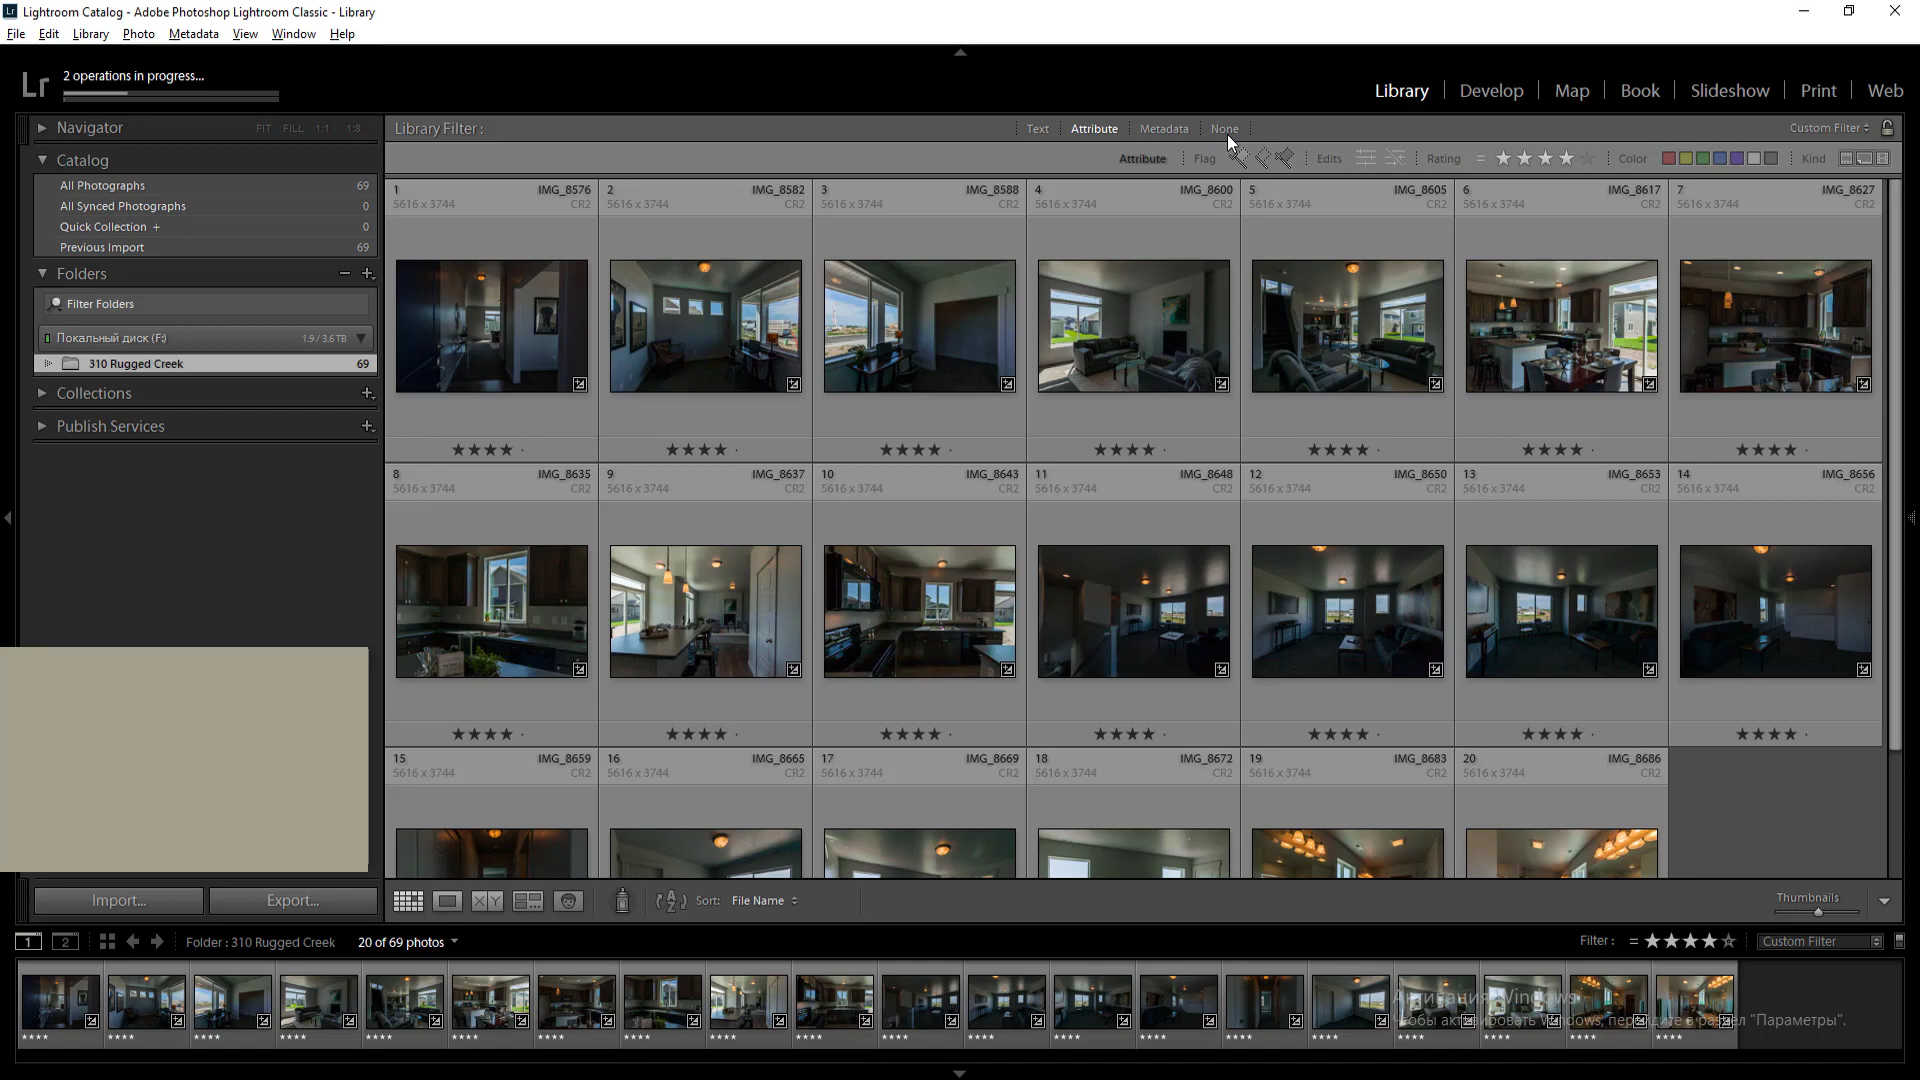 Lightroom Catalog - Adobe Photoshop Lightroom Classic - Library
File Edit Library Photo Metadata View Window Help
Lr 2 operations in progress...
Library Develop Map Book Slideshow Print Web
Navigator FIT FILL 1:1 1:8
Library Filter : Text Attribute Metadata None Custom Filter
Attribute Flag Edits Rating = Color Kind
Catalog
All Photographs 69
All Synced Photographs 0
Quick Collection + 0
Previous Import 69
Folders
Filter Folders
Локальный диск (F:) 1.9 / 3.6 TB
310 Rugged Creek 69
Collections
Publish Services
1 IMG_8576 2 IMG_8582 3 IMG_8588 4 IMG_8600 5 IMG_8605 6 IMG_8617 7 IMG_8627
5616 x 3744 CR2 5616 x 3744 CR2 5616 x 3744 CR2 5616 x 3744 CR2 5616 x 3744 CR2 5616 x 3744 CR2 5616 x 3744 CR2
8 IMG_8635 9 IMG_8637 10 IMG_8643 11 IMG_8648 12 IMG_8650 13 IMG_8653 14 IMG_8656
5616 x 3744 CR2 5616 x 3744 CR2 5616 x 3744 CR2 5616 x 3744 CR2 5616 x 3744 CR2 5616 x 3744 CR2 5616 x 3744 CR2
15 IMG_8659 16 IMG_8665 17 IMG_8669 18 IMG_8672 19 IMG_8683 20 IMG_8686
5616 x 3744 CR2 5616 x 3744 CR2 5616 x 3744 CR2 5616 x 3744 CR2 5616 x 3744 CR2 5616 x 3744 CR2
Import... Export... XY Sort: File Name Thumbnails
1 2 Folder : 310 Rugged Creek 20 of 69 photos Filter : = Custom Filter
Активация Windows
Чтобы активировать Windows, перейдите в раздел "Параметры".